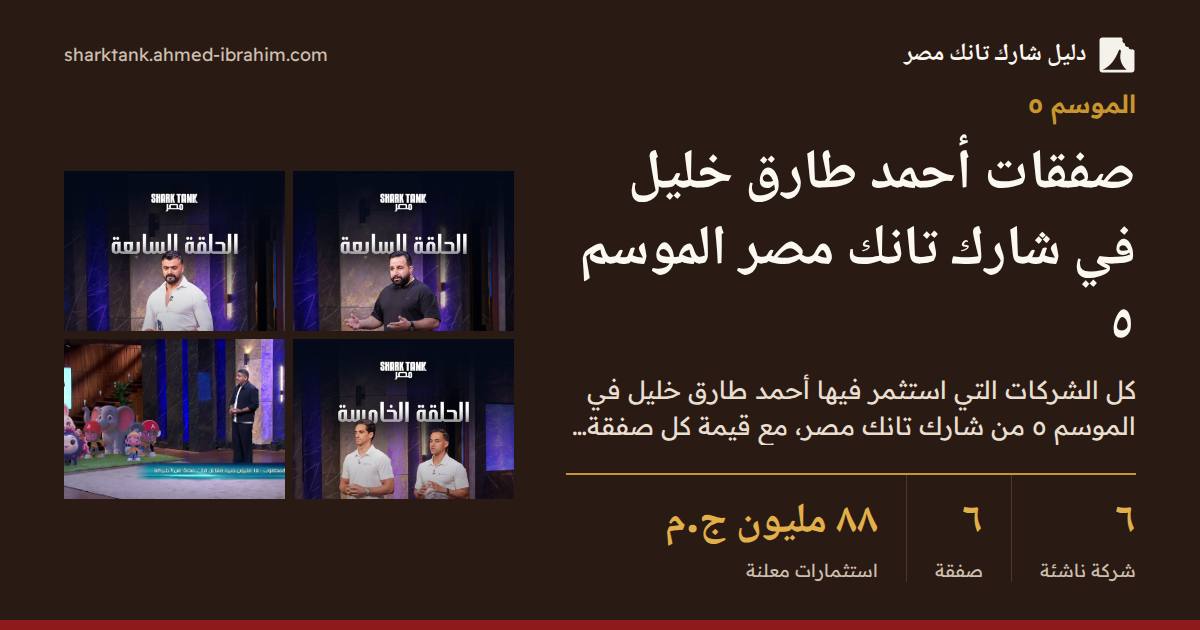 دليل شارك تانك مصر
sharktank.ahmed-ibrahim.com
الموسم ٥
صفقات أحمد طارق خليل
في شارك تانك مصر الموسم
٥
كل الشركات التي استثمر فيها أحمد طارق خليل في
الموسم ٥ من شارك تانك مصر، مع قيمة كل صفقة...
٦
شركة ناشئة
٦
صفقة
٨٨ مليون ج.م
استثمارات معلنة
SHARK TANK
مصر
الحلقة السابعة
SHARK TANK
مصر
الحلقة السابعة
SHARK TANK
مصر
الحلقة الخامسة